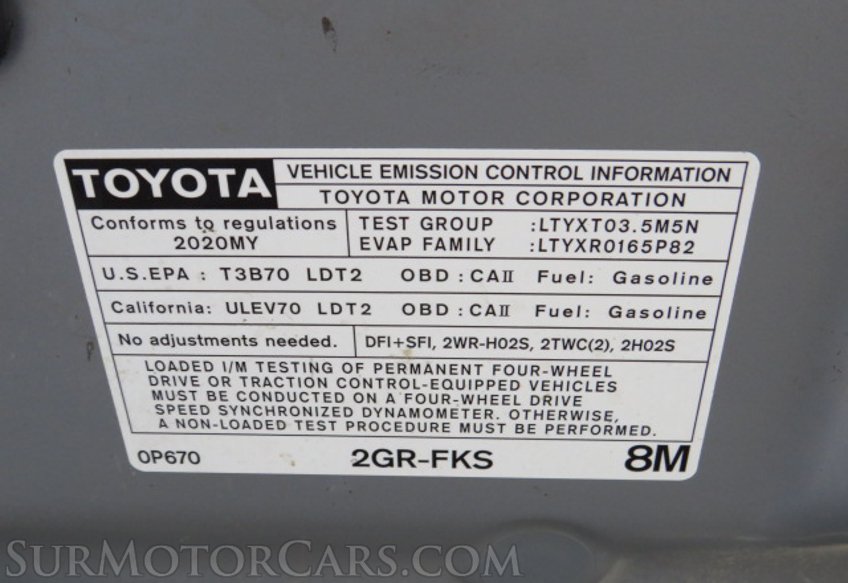 TOYOTA
VEHICLE EMISSION CONTROL INFORMATION
TOYOTA MOTOR CORPORATION
Conforms to regulations
2020MY
TEST GROUP :LTYXT03.5M5N
EVAP FAMILY :LTYXR0165P82
U.S.EPA : T3B70 LDT2 OBD : CAII Fuel: Gasoline
California: ULEV70 LDT2 OBD : CAII Fuel: Gasoline
No adjustments needed.
DFI+SFI, 2WR-HO2S, 2TWC(2), 2HO2S
LOADED I/M TESTING OF PERMANENT FOUR-WHEEL
DRIVE OR TRACTION CONTROL-EQUIPPED VEHICLES
MUST BE CONDUCTED ON A FOUR-WHEEL DRIVE
SPEED SYNCHRONIZED DYNAMOMETER. OTHERWISE,
A NON-LOADED TEST PROCEDURE MUST BE PERFORMED.
0P670 2GR-FKS 8M
SURMOTORCARS.COM